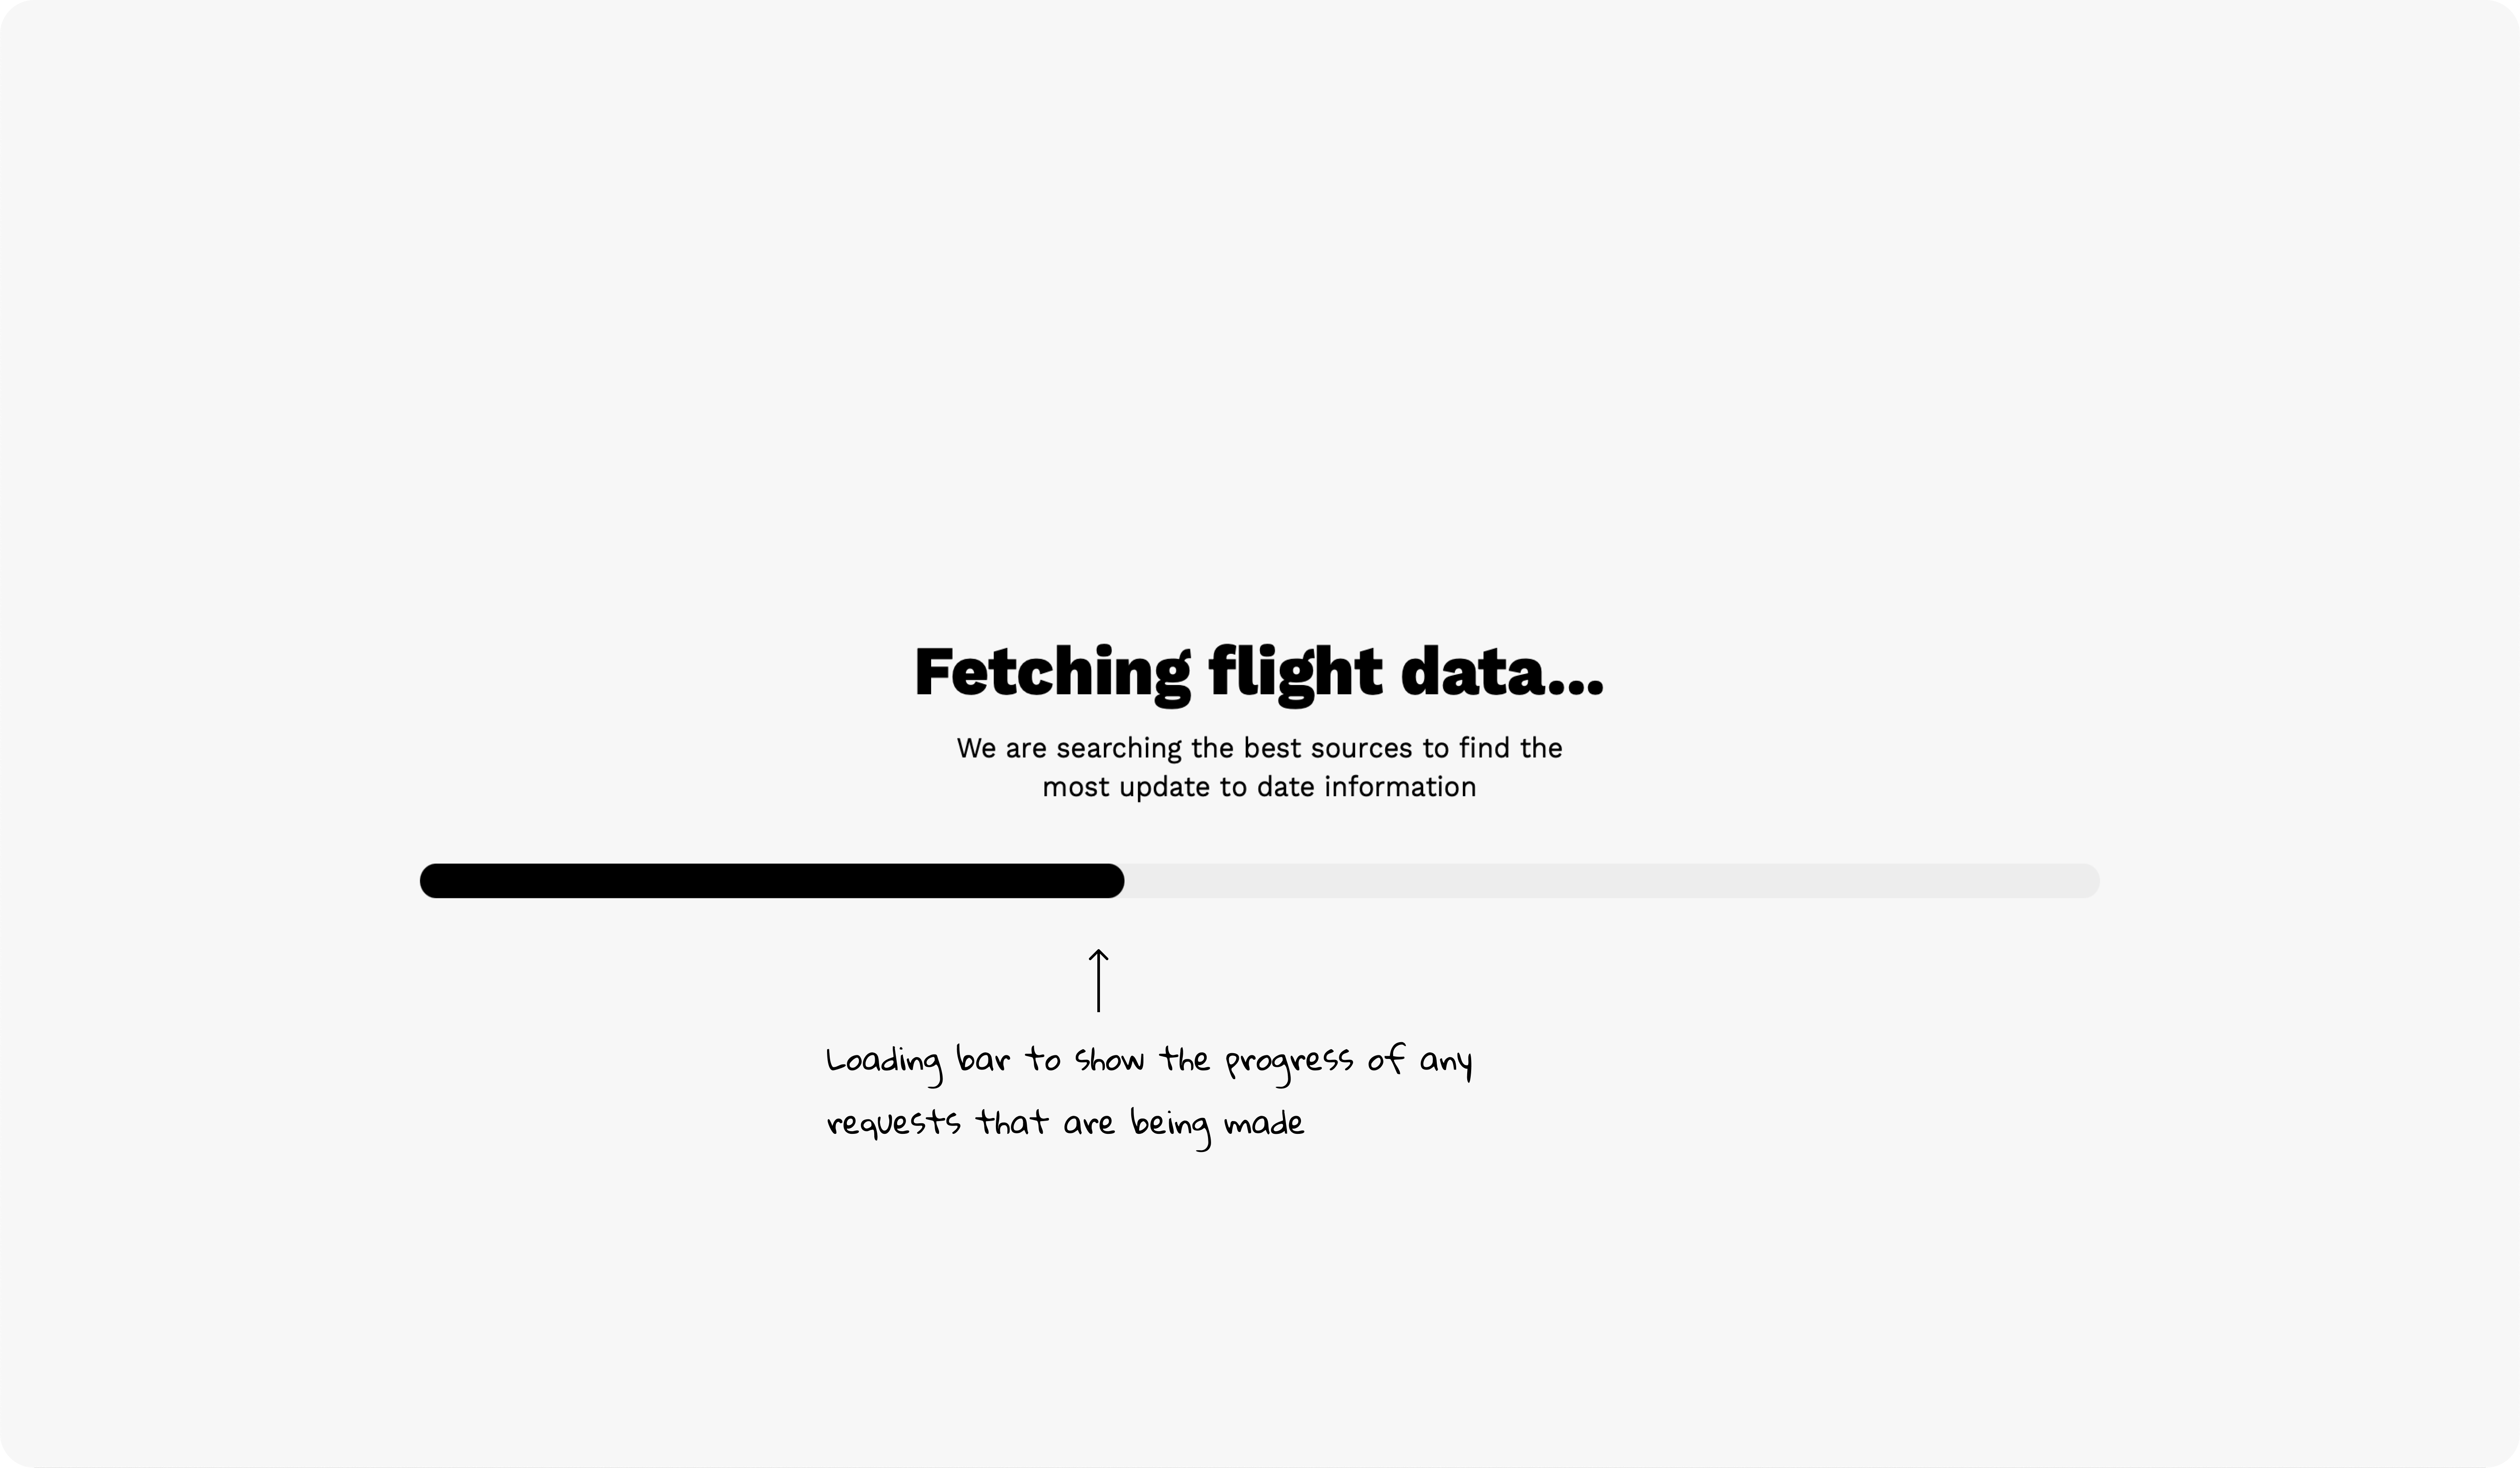 Fetching flight data...
We are searching the best sources to find the
most update to date information
Loading bar to show the progress of any
requests that are being made